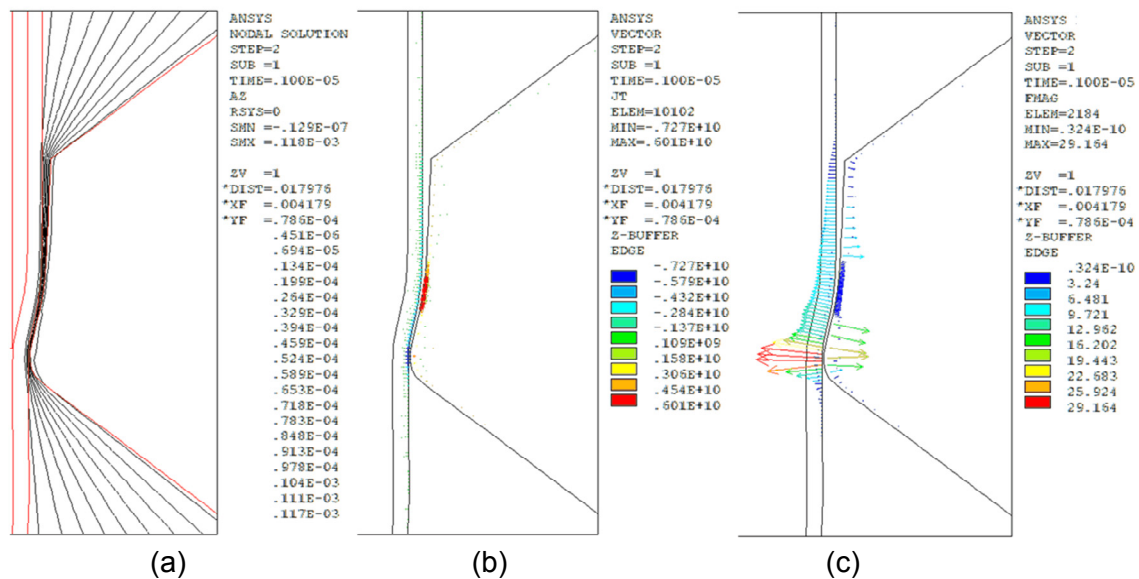 ANSYS
NODAL SOLUTION
STEP=2
SUB =1
TIME=.100E-05
AZ
RSYS=0
SMN =-.129E-07
SMX =.118E-03
ZV =1
*DIST=.017976
*XF =.004179
*YF =.786E-04
.451E-06
.694E-05
.134E-04
.199E-04
.264E-04
.329E-04
.394E-04
.459E-04
.524E-04
.589E-04
.653E-04
.718E-04
.783E-04
.848E-04
.913E-04
.978E-04
.104E-03
.111E-03
.117E-03
(a)
ANSYS
VECTOR
STEP=2
SUB =1
TIME=.100E-05
JT
ELEM=10102
MIN=-.727E+10
MAX=.601E+10
ZV =1
*DIST=.017976
*XF =.004179
*YF =.786E-04
Z-BUFFER
EDGE
-.727E+10
-.579E+10
-.432E+10
-.284E+10
-.137E+10
.109E+09
.158E+10
.306E+10
.454E+10
.601E+10
(b)
ANSYS
VECTOR
STEP=2
SUB =1
TIME=.100E-05
FMAG
ELEM=2184
MIN=.324E-10
MAX=29.164
ZV =1
*DIST=.017976
*XF =.004179
*YF =.786E-04
Z-BUFFER
EDGE
.324E-10
3.24
6.481
9.721
12.962
16.202
19.443
22.683
25.924
29.164
(c)